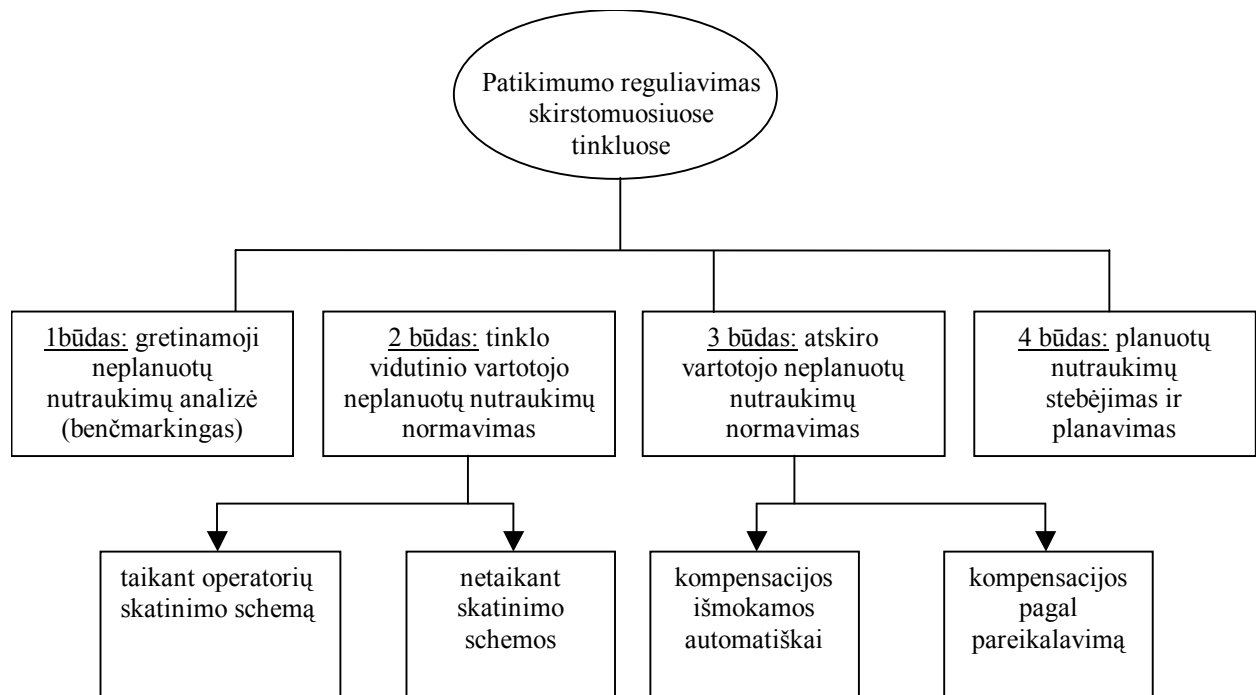 Patikimumo reguliavimas
skirstomuosiuose
tinkluose
1būdas: gretinamoji
neplanuotų
nutraukimų analizė
(benčmarkingas)
2 būdas: tinklo
vidutinio vartotojo
neplanuotų nutraukimų
normavimas
3 būdas: atskiro
vartotojo neplanuotų
nutraukimų
normavimas
4 būdas: planuotų
nutraukimų
stebėjimas ir
planavimas
taikant operatorių
skatinimo schemą
netaikant
skatinimo
schemos
kompensacijos
išmokamos
automatiškai
kompensacijos
pagal
pareikalavimą